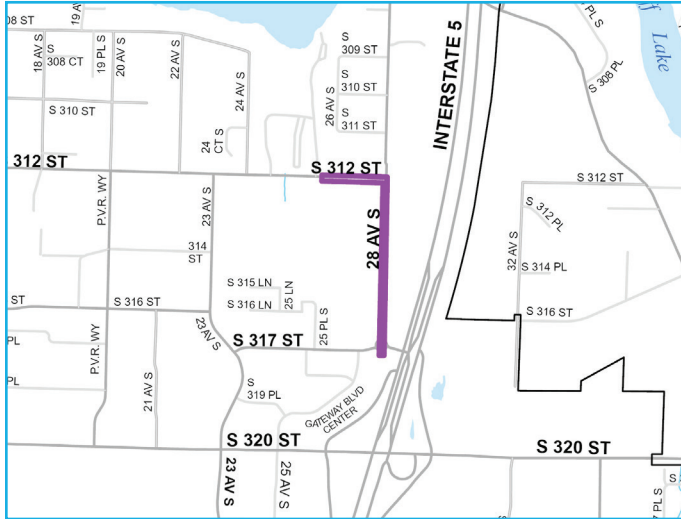 08 ST
19 A
S
309 ST
Lake
18 AV S
S
308 CT
19 PL S
20 AV S
22 AV S
24 AV S
26 AV S
S
310 ST
S
311 ST
INTERSTATE 5
S 308 PL
S 310 ST
24
CT S
312 ST
S 312 ST
S 312 ST
P.V.R. WY
23 AV S
28 AV S
32 AV S
S 312 PL
314
ST
S 314 PL
S 315 LN
25 LN
S 316 LN
ST
S 316 ST
S 316 ST
25 PL S
23 AV S
S 317 ST
PL
P.V.R. WY
21 AV S
PL
S
319 PL
GATEWAY BLVD
CENTER
S 320 ST
S 320 ST
23 AV S
25 AV S
S
7 PL S